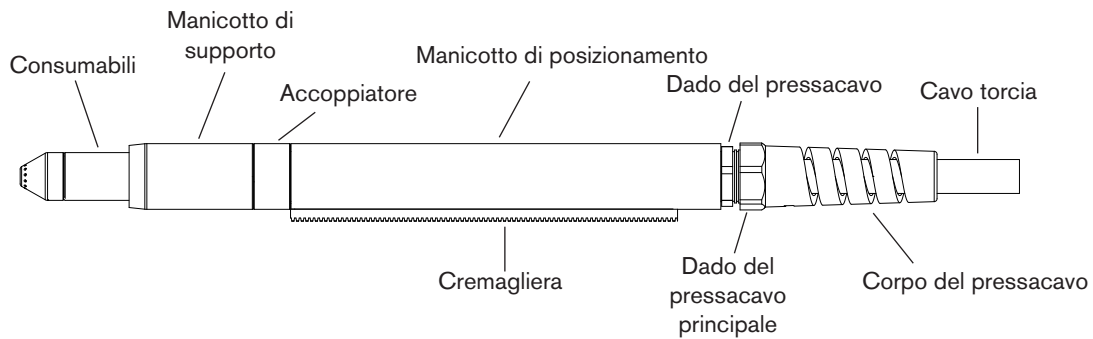 Manicotto di
supporto
Consumabili
Accoppiatore
Manicotto di posizionamento
Dado del pressacavo
Cavo torcia
Cremagliera
Dado del
pressacavo
principale
Corpo del pressacavo